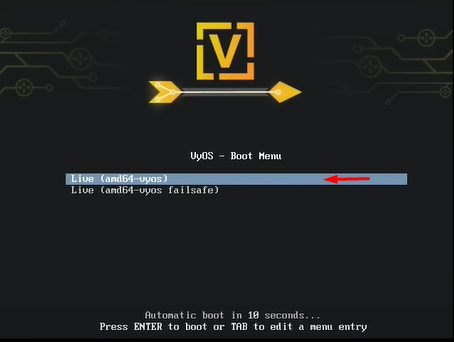 V
VyOS - Boot Menu
Live (amd64-vyos)
Live (amd64-vyos failsafe)
Automatic boot in 10 seconds...
Press ENTER to boot or TAB to edit a menu entry